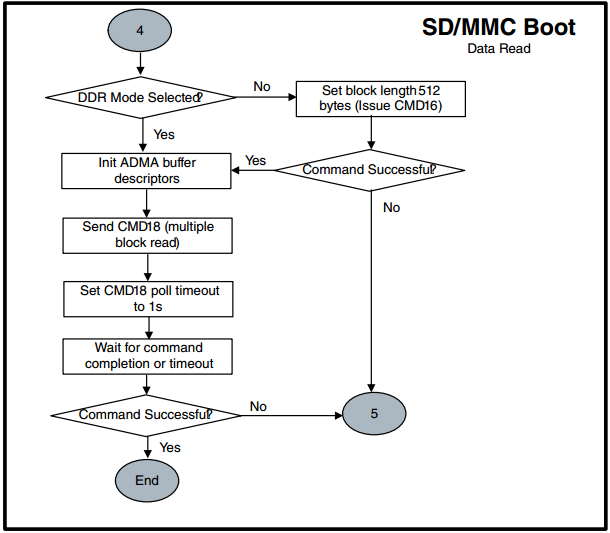 SD/MMC Boot
Data Read
4
DDR Mode Selected?
No
Set block length 512
bytes (Issue CMD16)
Yes
Init ADMA buffer
descriptors
Yes
Command Successful?
No
Send CMD18 (multiple
block read)
Set CMD18 poll timeout
to 1s
Wait for command
completion or timeout
Command Successful?
No
5
Yes
End